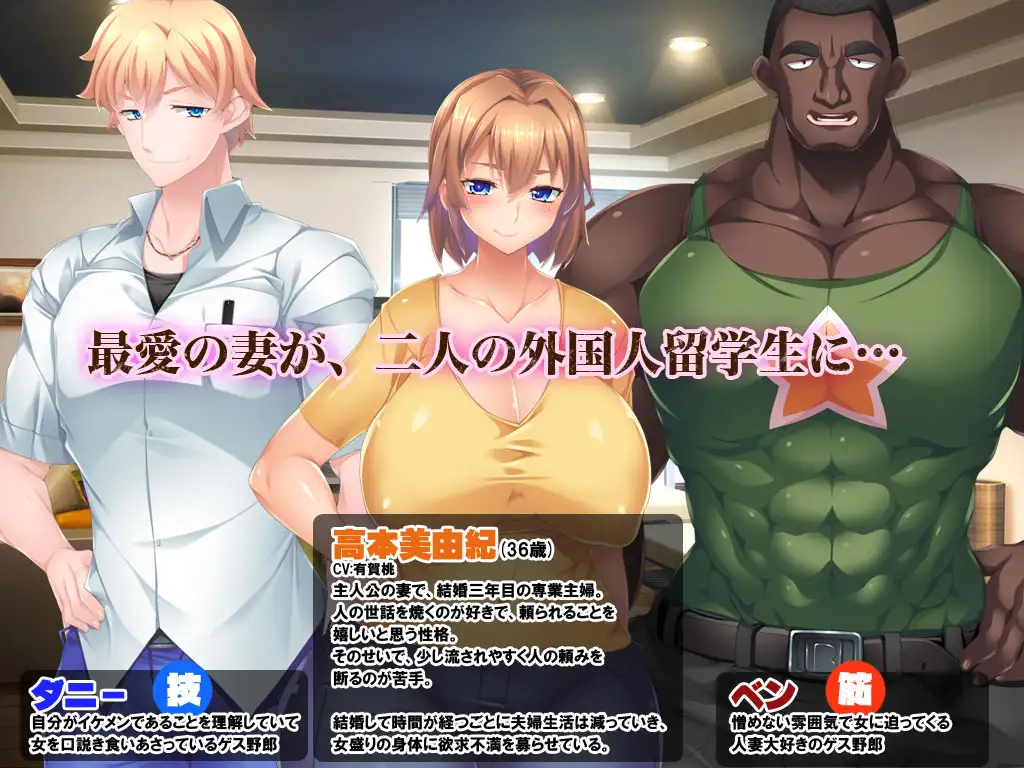 最愛の妻が、二人の外国人留学生に…
高本美由紀(36歳)
CV:有賀桃
主人公の妻で、結婚三年目の専業主婦。
人の世話を焼くのが好きで、頼られることを
嬉しいと思う性格。
そのせいで、少し流されやすく人の頼みを
断るのが苦手。
結婚して時間が経つごとに夫婦生活は減っていき、
女盛りの身体に欲求不満を募らせている。
ダニー 技
自分がイケメンであることを理解していて
女を口説き食いあさっているゲス野郎
ベン 筋
憎めない雰囲気で女に迫ってくる
人妻大好きのゲス野郎